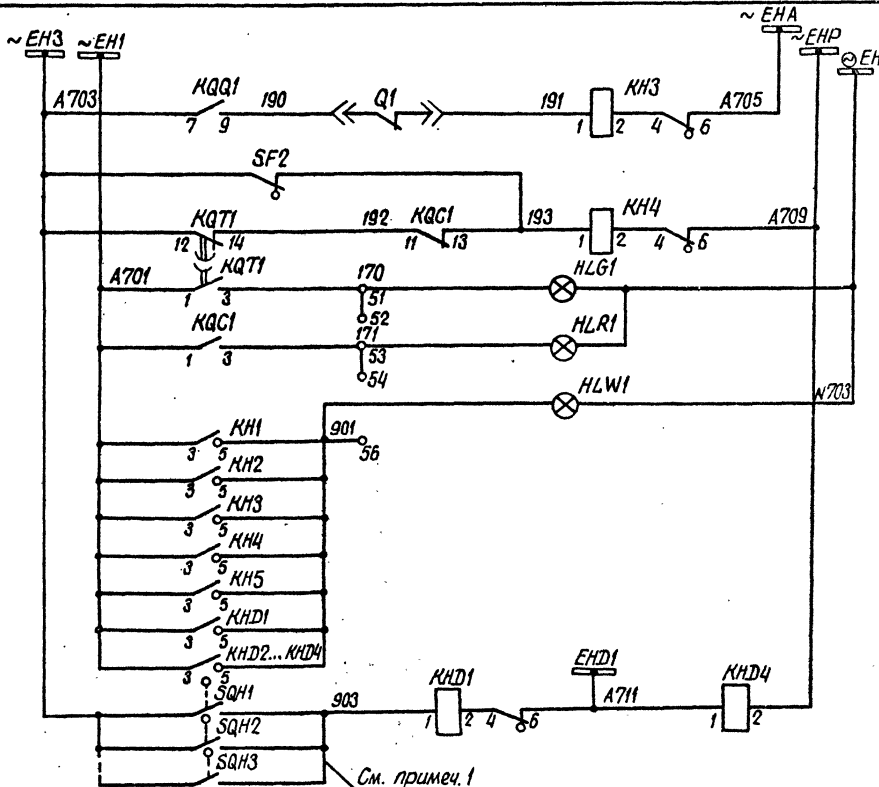 ~EH3 ~EH1 ~EHA ~EHP ~EH
A703 KQQ1 190 Q1 191 KH3 A705
7 9 1 2 4 6
SF2
KQT1 192 KQC1 193 KH4 A709
12 14 11 13 1 2 4 6
A701 KQT1 170 HLG1
1 3 51
52
KQC1 171 HLR1
1 3 53
54
HLW1 N703
KH1 901
3 5 56
KH2
3 5
KH3
3 5
KH4
3 5
KH5
3 5
KHD1
3 5
KHD2...KHD4
3 5
SQH1 903 KHD1 EHD1 A711 KHD4
1 2 4 6 1 2
SQH2
SQH3
См. примеч. 1